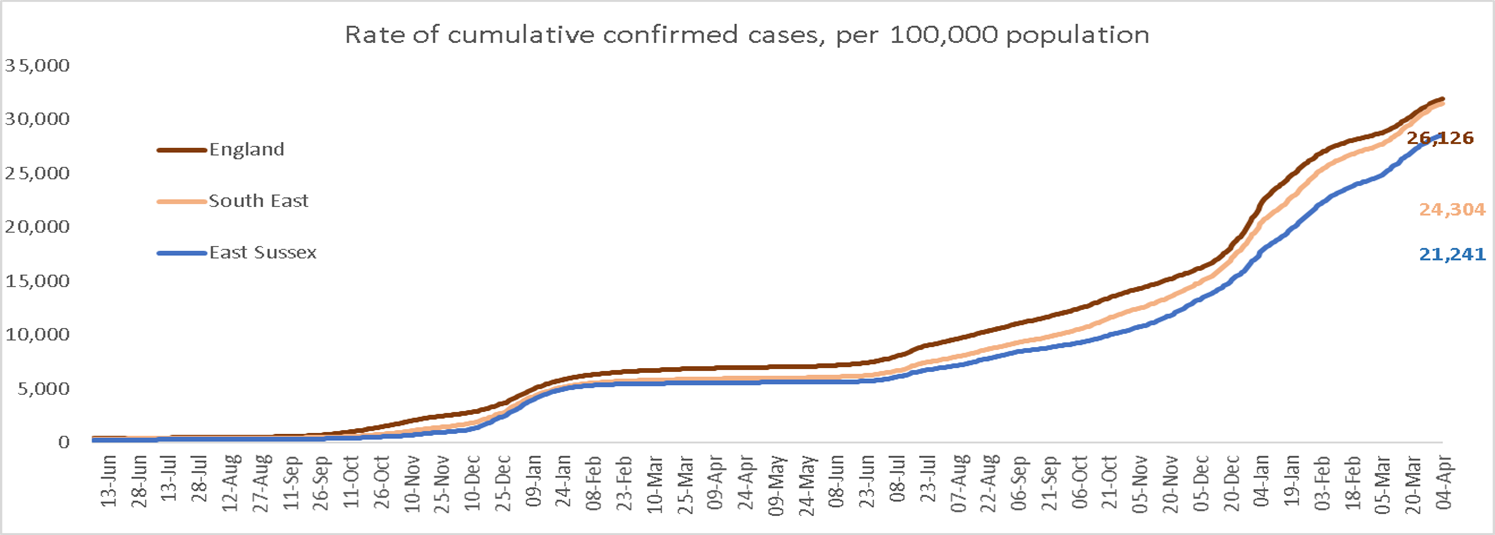 Rate of cumulative confirmed cases, per 100,000 population
35,000
30,000
25,000
20,000
15,000
10,000
5,000
0
England
South East
East Sussex
26,126
24,304
21,241
13-Jun
28-Jun
13-Jul
28-Jul
12-Aug
27-Aug
11-Sep
26-Sep
11-Oct
26-Oct
10-Nov
25-Nov
10-Dec
25-Dec
09-Jan
24-Jan
08-Feb
23-Feb
10-Mar
25-Mar
09-Apr
24-Apr
09-May
24-May
08-Jun
23-Jun
08-Jul
23-Jul
07-Aug
22-Aug
06-Sep
21-Sep
06-Oct
21-Oct
05-Nov
20-Nov
05-Dec
20-Dec
04-Jan
19-Jan
03-Feb
18-Feb
05-Mar
20-Mar
04-Apr